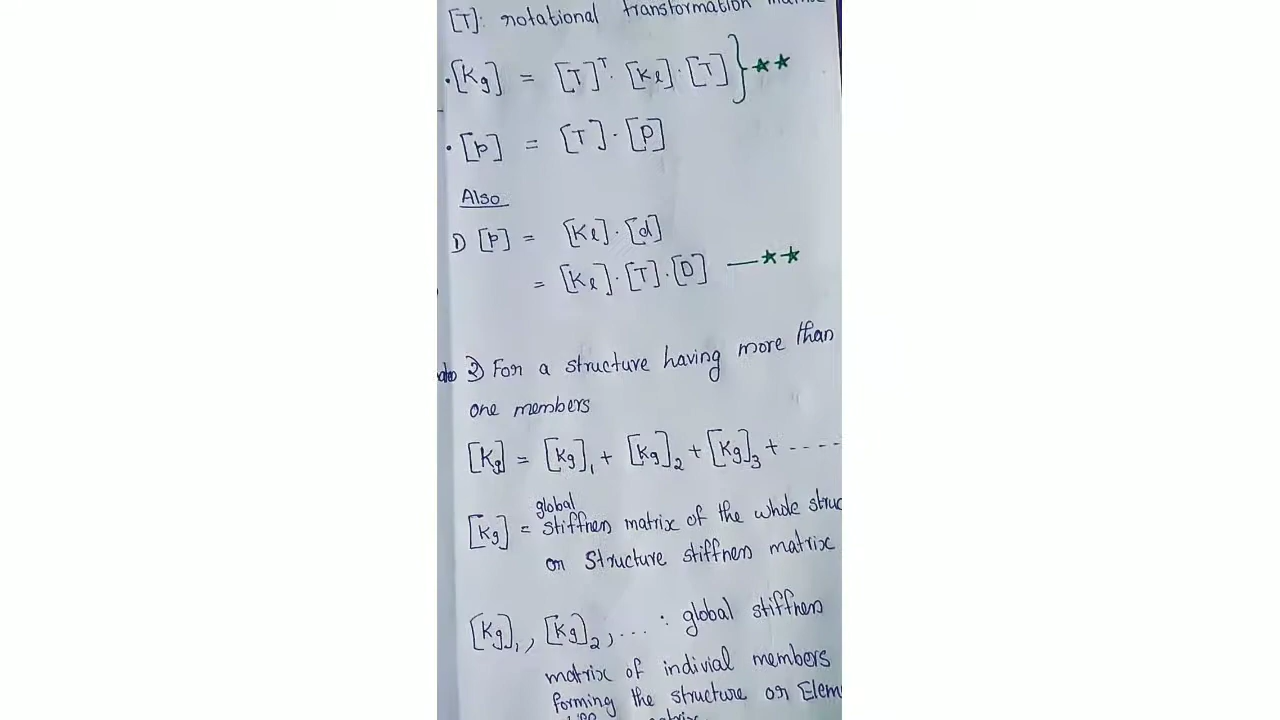 [T]: rotational transformation
• [Kg] = [T]ᵀ· [Kℓ]· [T] } ★★
• [p] = [T]· [P]
Also
1) [p] = [Kℓ]· [d]
= [Kℓ]· [T]· [D] —★★
2) For a structure having more than
one members
[Kg] = [Kg]₁ + [Kg]₂ + [Kg]₃ + -----
global
[Kg] = stiffness matrix of the whole struc
or Structure stiffness matrix
[Kg]₁, [Kg]₂, ... : global stiffness
matrix of indivial members
forming the structure or Elem